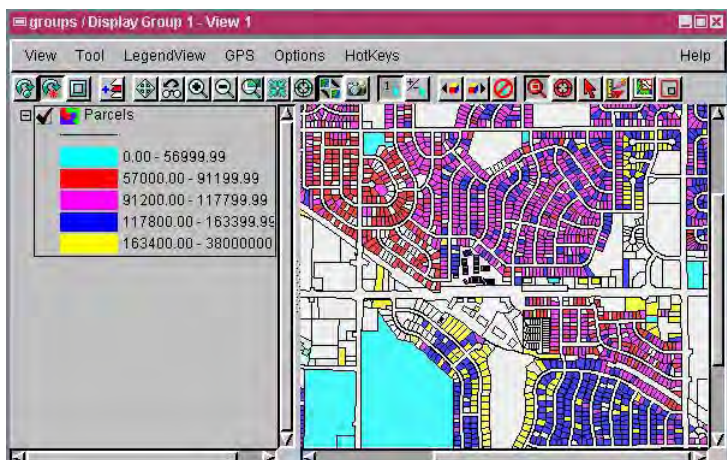 groups / Display Group 1 - View 1
View Tool LegendView GPS Options HotKeys Help
Parcels
0.00 - 56999.99
57000.00 - 91199.99
91200.00 - 117799.99
117800.00 - 163399.99
163400.00 - 38000000